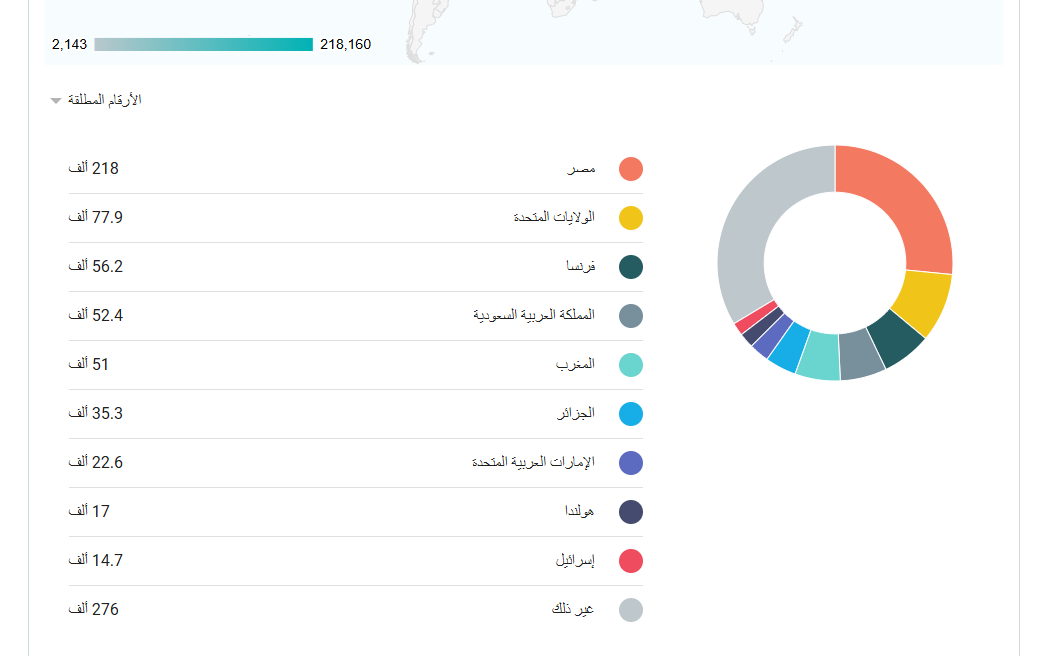 2,143 218,160
الأرقام المطلقة
مصر 218 ألف
الولايات المتحدة 77.9 ألف
فرنسا 56.2 ألف
المملكة العربية السعودية 52.4 ألف
المغرب 51 ألف
الجزائر 35.3 ألف
الإمارات العربية المتحدة 22.6 ألف
هولندا 17 ألف
إسرائيل 14.7 ألف
غير ذلك 276 ألف